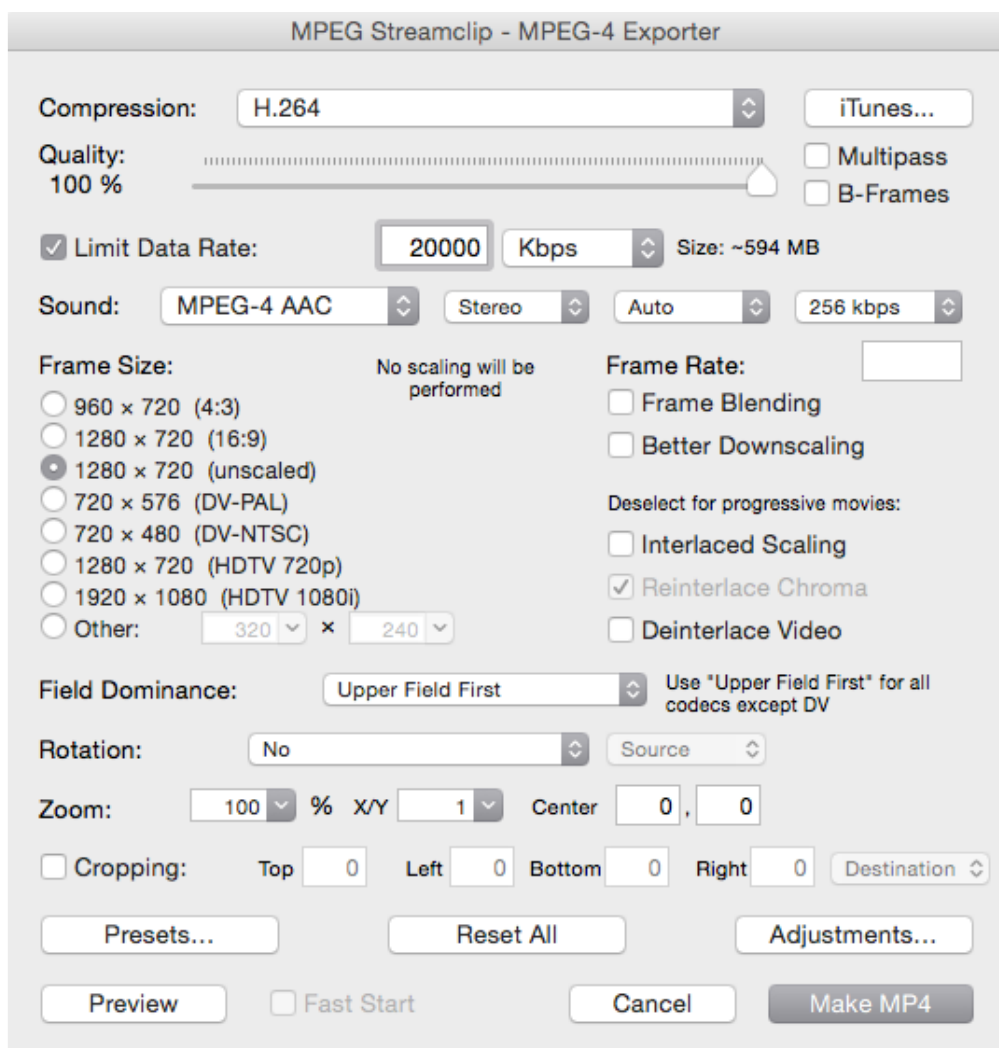 MPEG Streamclip - MPEG-4 Exporter
Compression: H.264 iTunes...
Quality: Multipass
100 % B-Frames
Limit Data Rate: 20000 Kbps Size: ~594 MB
Sound: MPEG-4 AAC Stereo Auto 256 kbps
Frame Size: No scaling will be Frame Rate:
performed
960 × 720 (4:3) Frame Blending
1280 × 720 (16:9) Better Downscaling
1280 × 720 (unscaled)
720 × 576 (DV-PAL) Deselect for progressive movies:
720 × 480 (DV-NTSC) Interlaced Scaling
1280 × 720 (HDTV 720p)
1920 × 1080 (HDTV 1080i) Reinterlace Chroma
Other: 320 × 240 Deinterlace Video
Field Dominance: Upper Field First Use "Upper Field First" for all
codecs except DV
Rotation: No Source
Zoom: 100 % X/Y 1 Center 0 , 0
Cropping: Top 0 Left 0 Bottom 0 Right 0 Destination
Presets... Reset All Adjustments...
Preview Fast Start Cancel Make MP4